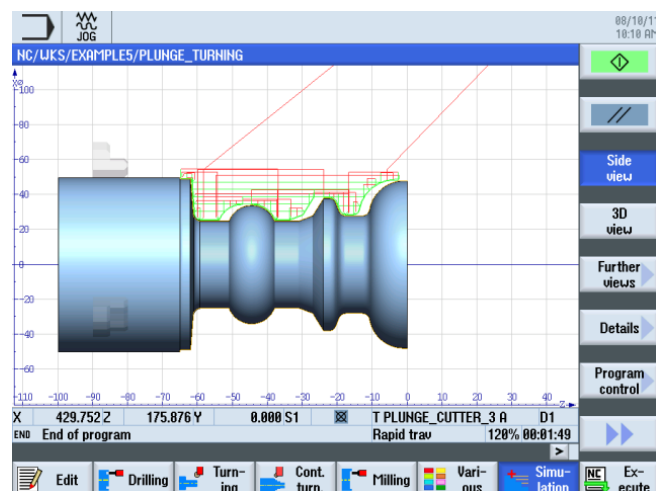 JOG
08/10/11
10:10 AM
NC/WKS/EXAMPLE5/PLUNGE_TURNING
X
100
80
60
40
20
0
-20
-40
-60
-110 -100 -90 -80 -70 -60 -50 -40 -30 -20 -10 0 10 20 30 40
Z
X 429.752 Z 175.876 Y 0.000 S1 T PLUNGE_CUTTER_3 A D1
END End of program Rapid trav 120% 00:01:49
Side view
3D view
Further views
Details
Program control
Edit
Drilling
Turn-ing
Cont. turn.
Milling
Vari-ous
Simu-lation
NC Ex-ecute